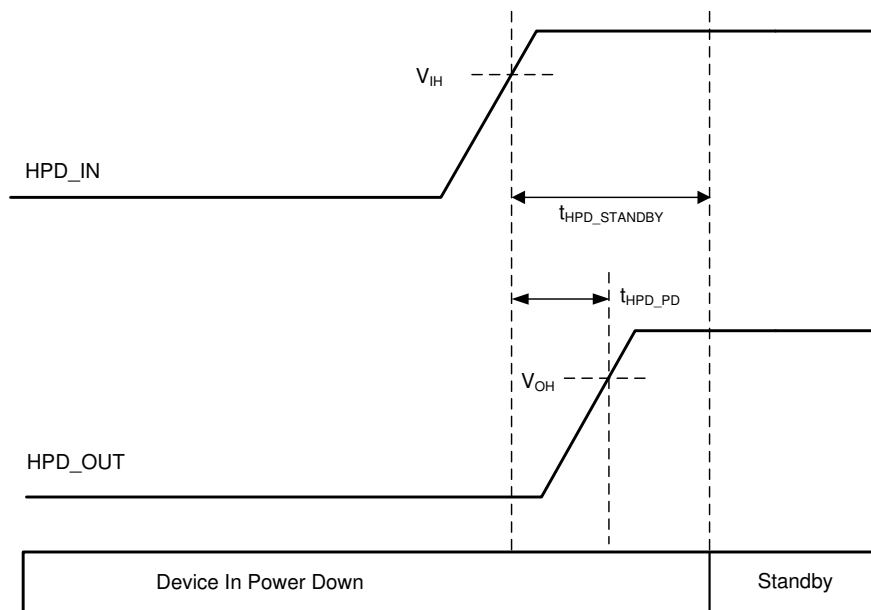 V_IH
HPD_IN
t_HPD_STANDBY
t_HPD_PD
V_OH
HPD_OUT
Device In Power Down
Standby